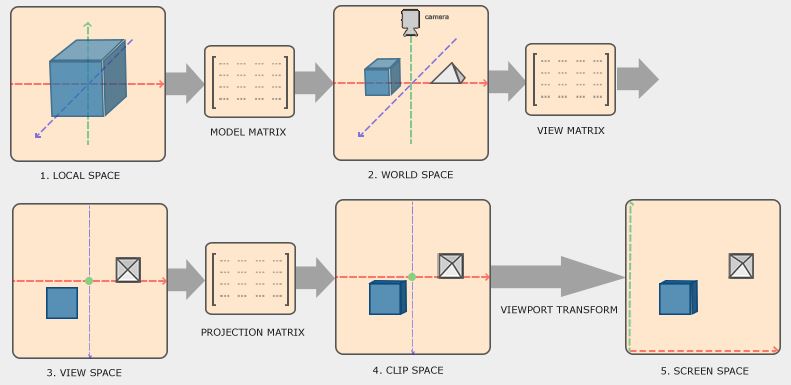 camera
MODEL MATRIX
VIEW MATRIX
1. LOCAL SPACE
2. WORLD SPACE
PROJECTION MATRIX
VIEWPORT TRANSFORM
3. VIEW SPACE
4. CLIP SPACE
5. SCREEN SPACE